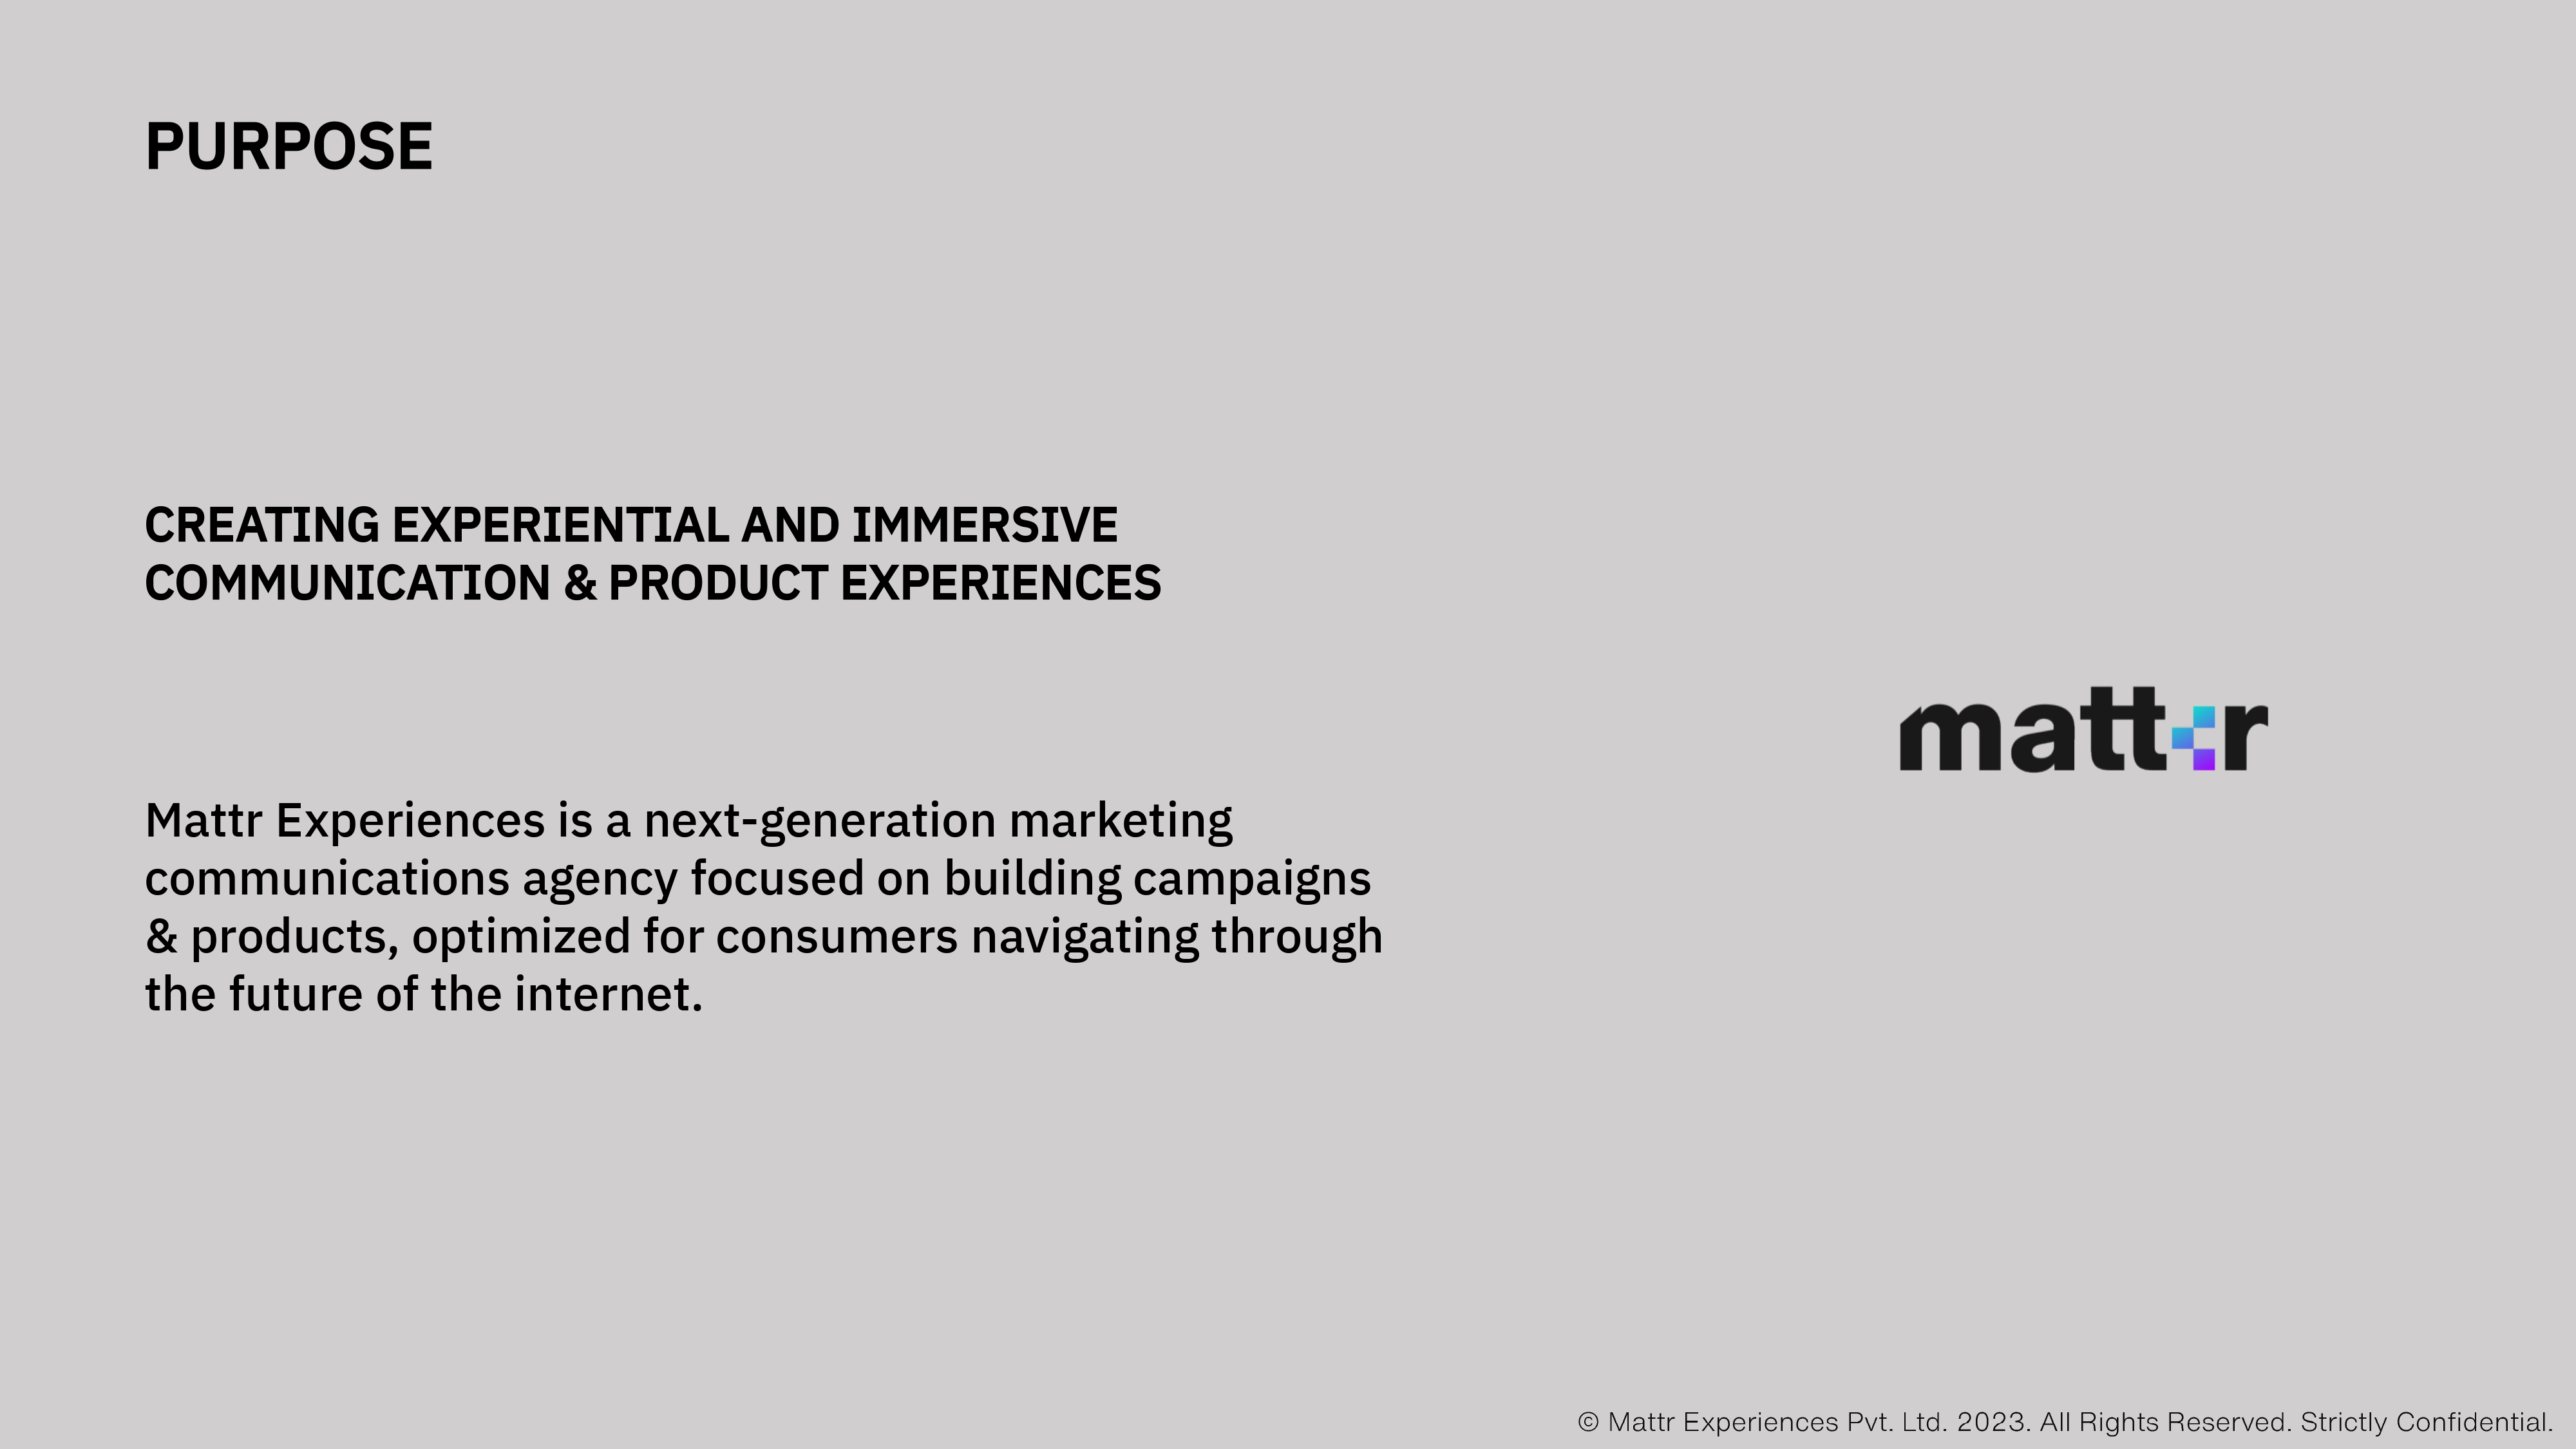 PURPOSE
CREATING EXPERIENTIAL AND IMMERSIVE
COMMUNICATION & PRODUCT EXPERIENCES
mattr
Mattr Experiences is a next-generation marketing
communications agency focused on building campaigns
& products, optimized for consumers navigating through
the future of the internet.
© Mattr Experiences Pvt. Ltd. 2023. All Rights Reserved. Strictly Confidential.